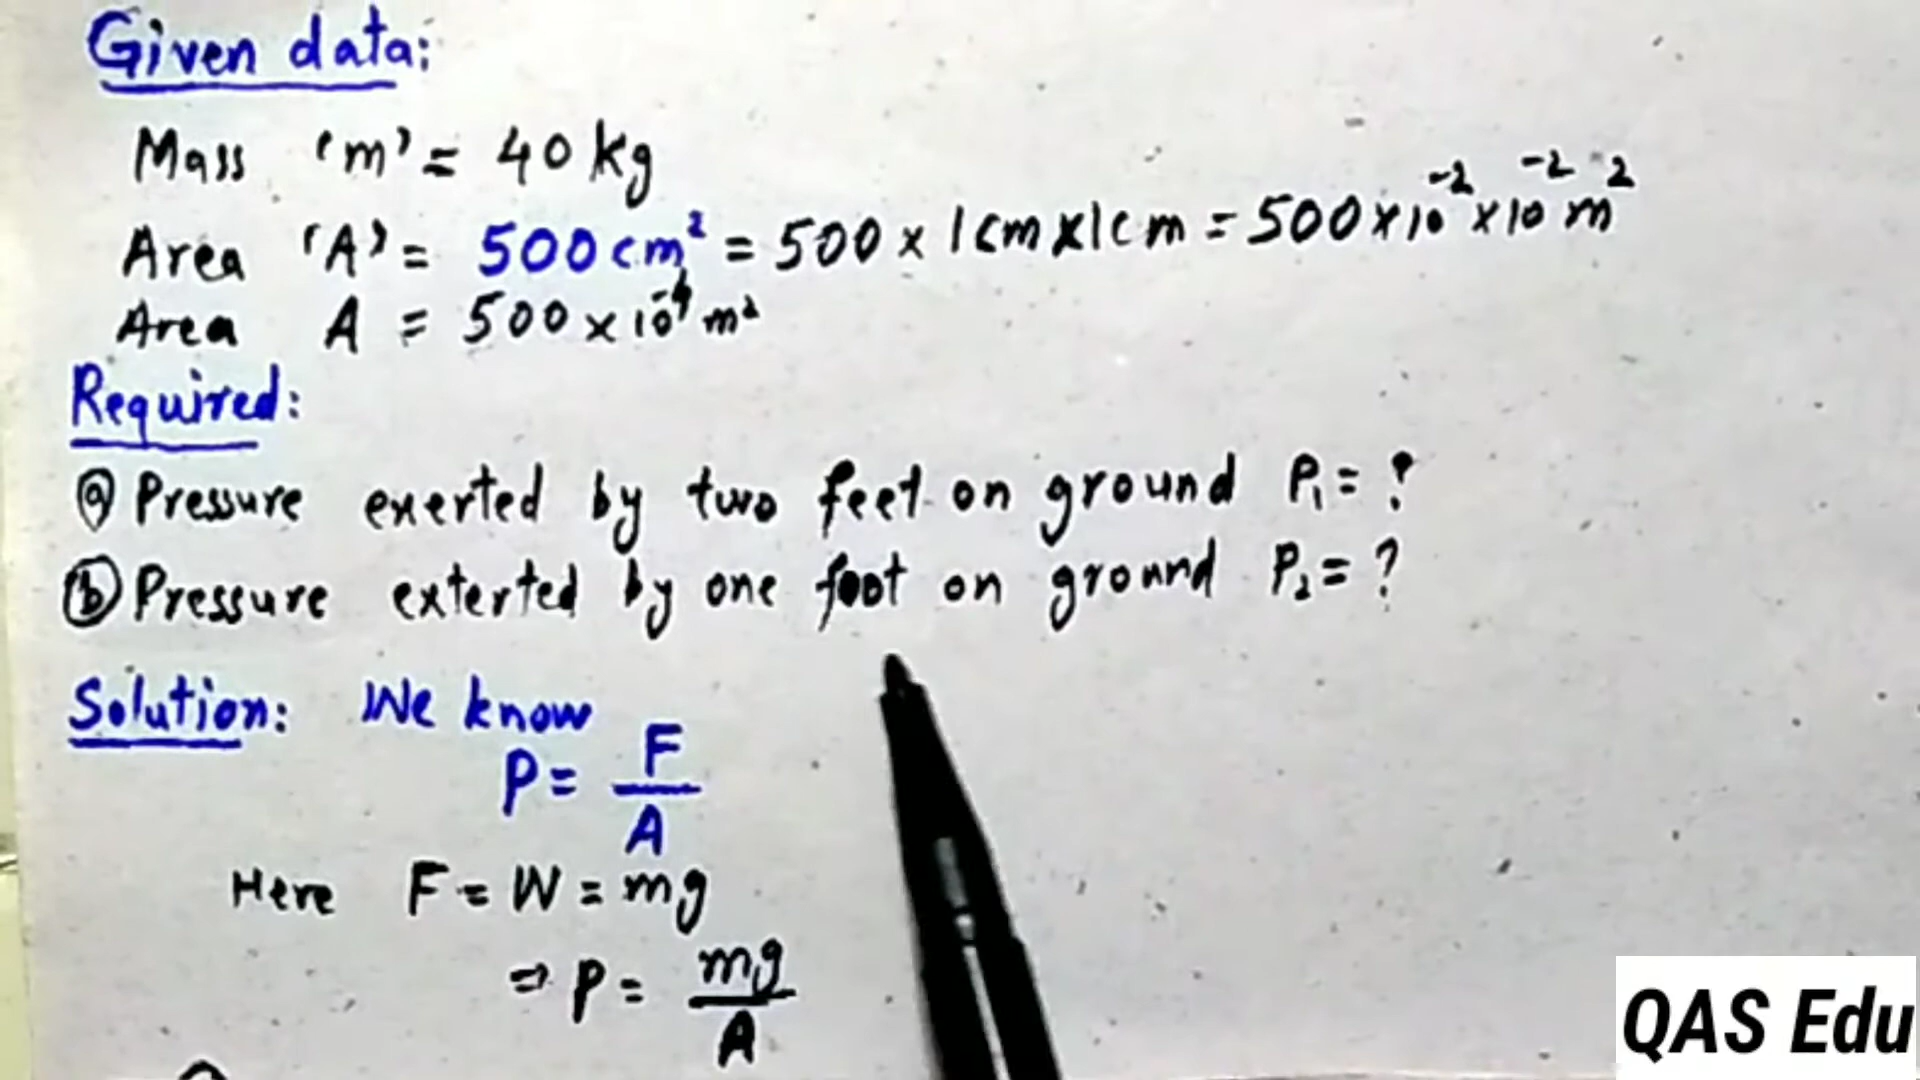 Given data:
Mass 'm' = 40 kg
Area 'A' = 500 cm² = 500 × 1cm × 1cm = 500 × 10⁻² × 10⁻² m²
Area A = 500 × 10⁻⁴ m²
Required:
(a) Pressure exerted by two feet on ground P₁ = ?
(b) Pressure exterted by one foot on ground P₂ = ?
Solution: We know
P = F/A
Here F = W = mg
⇒ P = mg/A
QAS Edu